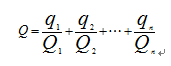 Q = q₁/Q₁ + q₂/Q₂ + ··· + qₙ/Qₙ ↵